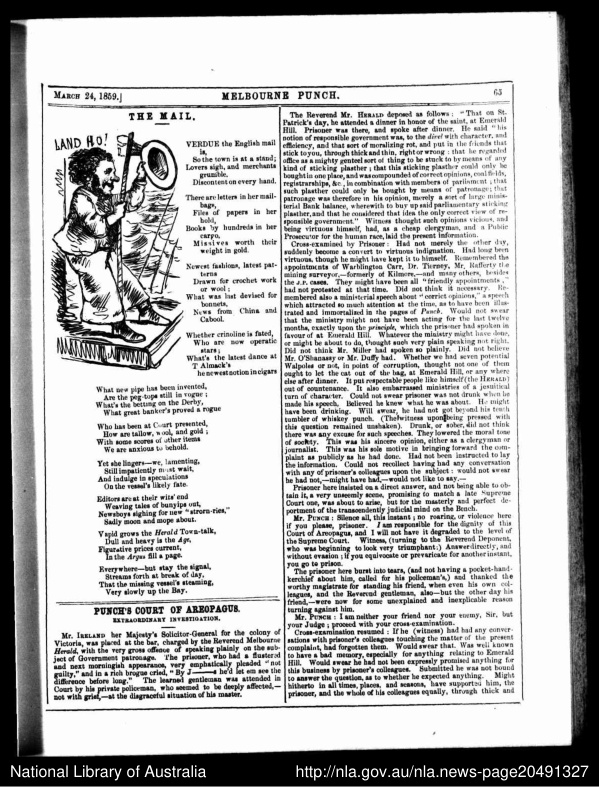 MARCH 24, 1859.]
MELBOURNE PUNCH.
63
THE MAIL.
LAND HO!
VERDUE the English mail
is,
So the town is at a stand;
Lovers sigh, and merchants
grumble,
Discontent on every hand.
There are letters in her mail-
bags,
Files of papers in her
hold,
Books by hundreds in her
cargo,
Missives worth their
weight in gold.
Newest fashions, latest pat-
terns
Drawn for crochet work
or wool;
What was last devised for
bonnets,
News from China and
Cabool.
Whether crinoline is fated,
Who are now operatic
stars;
What's the latest dance at
T Almack's
he newest notion in cigars
What new pipe has been invented,
Are the peg-tops still in vogue;
What's the betting on the Derby,
What great banker's proved a rogue
Who has been at Court presented,
How are tallow, wool, and gold;
With some scores of other items
We are anxious to behold.
Yet she lingers—we, lamenting,
Still impatiently must wait,
And indulge in speculations
On the vessel's likely fate.
Editors are at their wits' end
Weaving tales of bunyips out,
Newsboys sighing for new "strorn-ries,"
Sadly moon and mope about.
Vapid grows the Herald Town-talk,
Dull and heavy is the Age,
Figurative prices current,
In the Argus fill a page.
Everywhere—but stay the signal,
Streams forth at break of day,
That the missing vessel's steaming,
Very slowly up the Bay.
PUNCH'S COURT OF AREOPAGUS.
EXTRAORDINARY INVESTIGATION.
Mr. IRELAND her Majesty's Solicitor-General for the colony of
Victoria, was placed at the bar, charged by the Reverend Melbourne
Herald, with the very gross offence of speaking plainly on the sub-
ject of Government patronage. The prisoner, who had a flustered
and next morningish appearance, very emphatically pleaded "not
guilty," and in a rich brogue cried, "By J——s he'd let em see the
difference before long." The learned gentleman was attended in
Court by his private policeman, who seemed to be deeply affected,—
not with grief,—at the disgraceful situation of his master.
The Reverend Mr. HERALD deposed as follows: "That on St.
Patrick's day, he attended a dinner in honor of the saint, at Emerald
Hill. Prisoner was there, and spoke after dinner. He said "his
notion of responsible government was, to the divel with character, and
efficiency, and that sort of moralizing rot, and put in the friends that
stick to you, through thick and thin, right or wrong; that he regarded
office as a mighty genteel sort of thing to be stuck to by means of any
kind of sticking plasther; that this sticking plasther could only be
bought in one place, and was compounded of correct opinions, coalfields,
registrarships, &c., in combination with members of parliament; that
such plasther could only be bought by means of patronage; that
patronage was therefore in his opinion, merely a sort of large minis-
terial Bank balance, wherewith to buy up said parliamentary sticking
plasther, and that he considered that idea the only correct view of re-
sponsible government." Witness thought such opinions vicious, and
being virtuous himself, had, as a cheap clergyman, and a Public
Prosecutor for the human race, laid the present information.
Cross-examined by Prisoner: Had not merely the other day,
suddenly become a convert to virtuous indignation. Had long been
virtuous, though he might have kept it to himself. Remembered the
appointments of Warblington Carr, Dr. Tierney, Mr. Rafferty the
mining surveyor,—formerly of Kilmore,—and many others, besides
the J.P. cases. They might have been all "friendly appointments,"
had not protested at that time. Did not think it necessary. Re-
membered also a ministerial speech about "correct opinions," a speech
which attracted so much attention at the time, as to have been illus-
trated and immortalized in the pages of Punch. Would not swear
that the ministry might not have been acting for the last twelve
months, exactly upon the principle, which the prisoner had spoken in
favour of at Emerald Hill. Whatever the ministry might have done,
or might be about to do, thought such very plain speaking not right.
Did not think Mr. Miller had spoken so plainly. Did not believe
Mr. O'Shanassy or Mr. Duffy had. Whether we had seven potential
Walpoles or not, in point of corruption, thought not one of them
ought to let the cat out of the bag, at Emerald Hill, or any where
else after dinner. It put respectable people like himself (the HERALD)
out of countenance. It also embarrassed ministries of a jesuitical
turn of character. Could not swear prisoner was not drunk when he
made his speech. Believed he knew what he was about. He might
have been drinking. Will swear, he had not got beyond his tenth
tumbler of whiskey punch. (The witness upon being pressed with
this question remained unshaken). Drunk, or sober, did not think
there was any excuse for such speeches. They lowered the moral tone
of society. This was his sincere opinion, either as a clergyman or
journalist. This was his sole motive in bringing forward the com-
plaint as publicly as he had done. Had not been instructed to lay
the information. Could not recollect having had any conversation
with any of prisoner's colleagues upon the subject: would not swear
he had not,—might have had,—would not like to say.—
Prisoner here insisted on a direct answer, and not being able to ob-
tain it, a very unseemly scene, promising to match a late Supreme
Court one, was about to arise, but for the masterly and perfect de-
portment of the transcendently judicial mind on the Bench.
Mr. PUNCH: Silence all, this instant; no roaring, or violence here
if you please, prisoner. I am responsible for the dignity of this
Court of Areopagus, and I will not have it degraded to the level of
the Supreme Court. Witness, (turning to the Reverend Deponent,
who was beginning to look very triumphant:) Answer directly, and
without evasion; if you equivocate or prevaricate for another instant,
you go to prison.
The prisoner here burst into tears, (and not having a pocket-hand-
kerchief about him, called for his policeman's,) and thanked the
worthy magistrate for standing his friend, when even his own col-
leagues, and the Reverend gentleman, also—but the other day his
friend,—were now for some unexplained and inexplicable reason
turning against him.
Mr. PUNCH: I am neither your friend nor your enemy, Sir, but
your Judge; proceed with your cross-examination.
Cross-examination resumed: If he (witness) had had any conver-
sations with prisoner's colleagues touching the matter of the present
complaint, had forgotten them. Would swear that. Was well known
to have a bad memory, especially for anything relating to Emerald
Hill. Would swear he had not been expressly promised anything for
this business by prisoner's colleagues. Submitted he was not bound
to answer the question, as to whether he expected anything. Might
hitherto in all times, places, and seasons, have supported him, the
prisoner, and the whole of his colleagues equally, through thick and
National Library of Australia
http://nla.gov.au/nla.news-page20491327